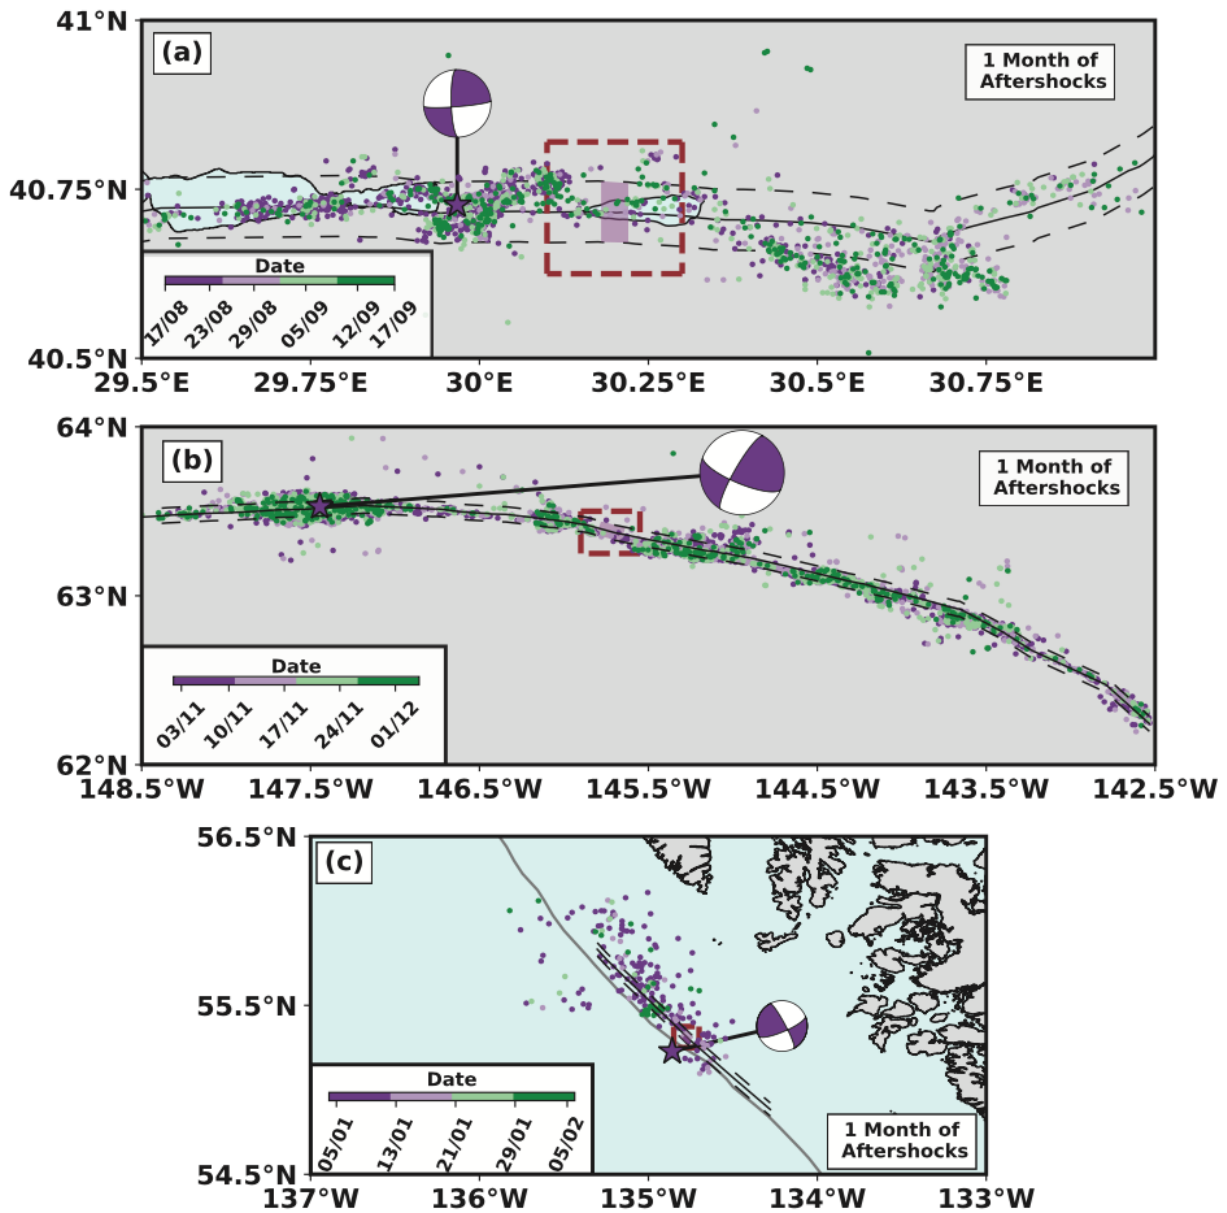 41°N
(a)
1 Month of
Aftershocks
40.75°N
Date
17/08
23/08
29/08
05/09
12/09
17/09
40.5°N
29.5°E
29.75°E
30°E
30.25°E
30.5°E
30.75°E
64°N
(b)
1 Month of
Aftershocks
63°N
Date
03/11
10/11
17/11
24/11
01/12
62°N
148.5°W
147.5°W
146.5°W
145.5°W
144.5°W
143.5°W
142.5°W
56.5°N
(c)
55.5°N
Date
05/01
13/01
21/01
29/01
05/02
1 Month of
Aftershocks
54.5°N
137°W
136°W
135°W
134°W
133°W